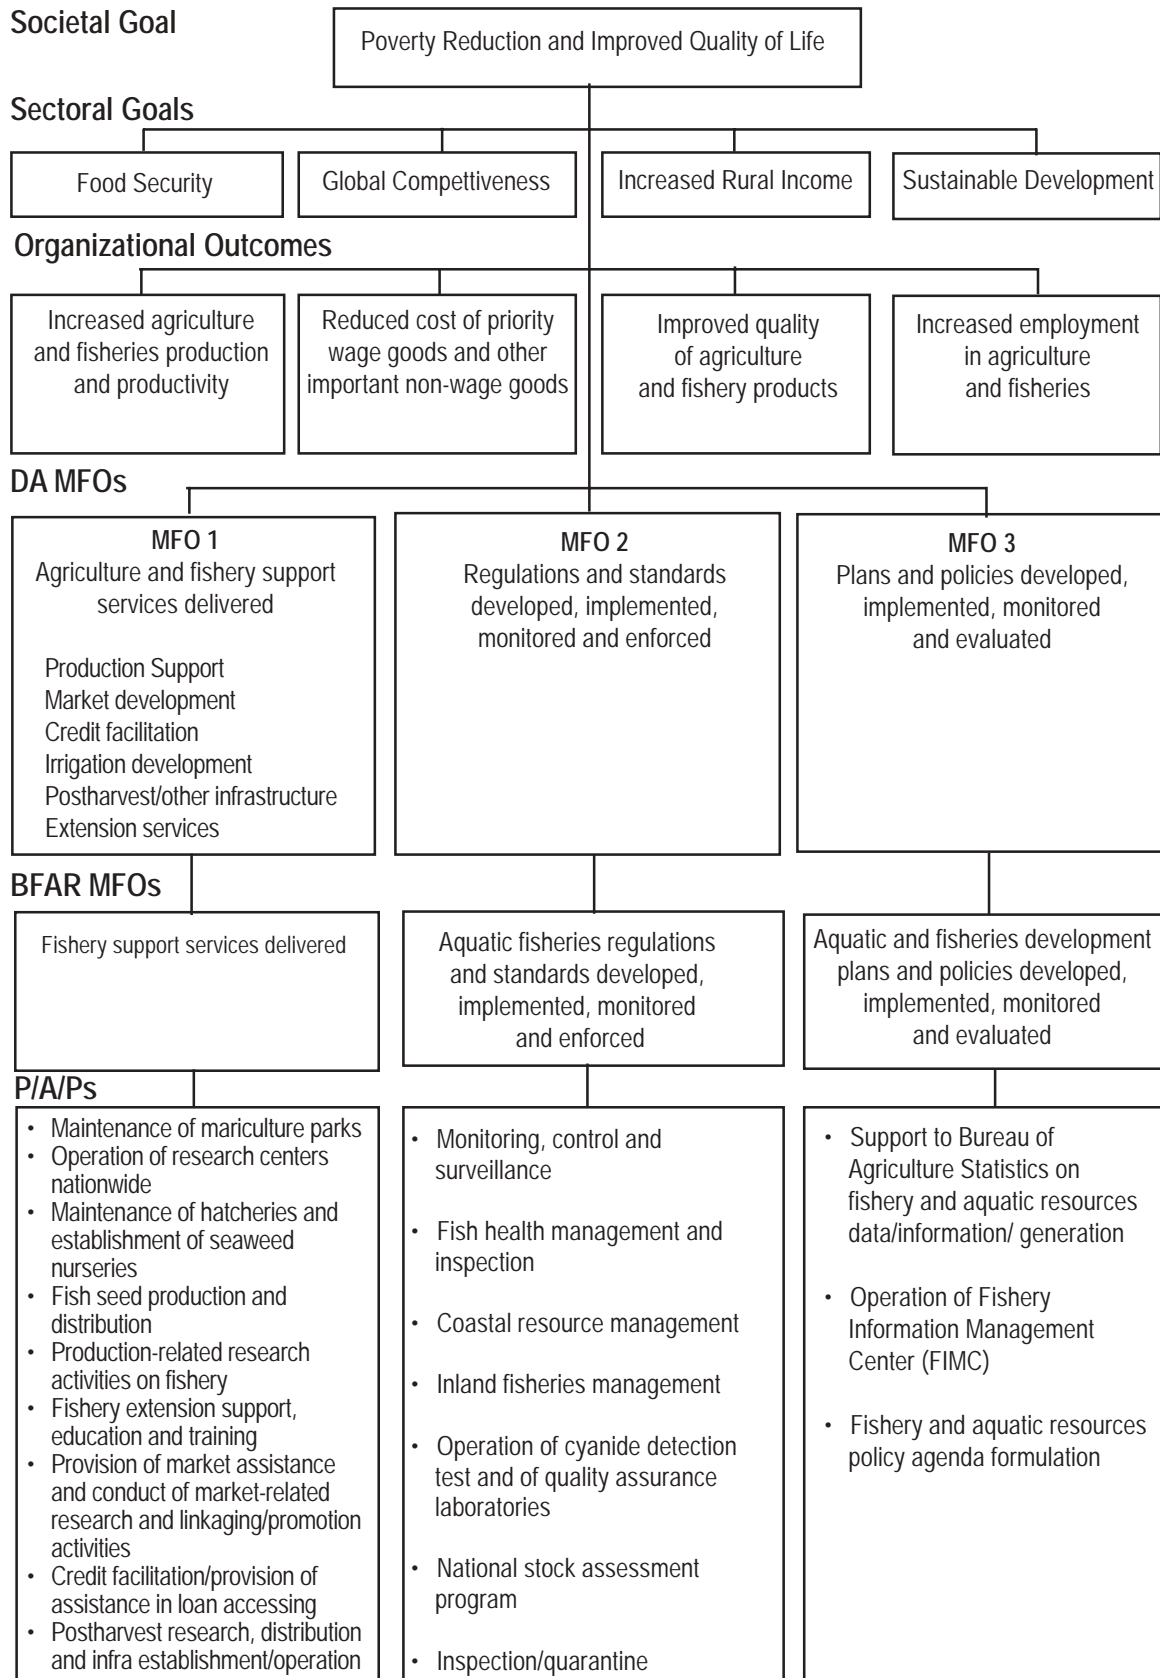 Societal Goal
Poverty Reduction and Improved Quality of Life
Sectoral Goals
Food Security
Global Compettiveness
Increased Rural Income
Sustainable Development
Organizational Outcomes
Increased agriculture
and fisheries production
and productivity
Reduced cost of priority
wage goods and other
important non-wage goods
Improved quality
of agriculture
and fishery products
Increased employment
in agriculture
and fisheries
DA MFOs
MFO 1
Agriculture and fishery support
services delivered
Production Support
Market development
Credit facilitation
Irrigation development
Postharvest/other infrastructure
Extension services
MFO 2
Regulations and standards
developed, implemented,
monitored and enforced
MFO 3
Plans and policies developed,
implemented, monitored
and evaluated
BFAR MFOs
Fishery support services delivered
Aquatic fisheries regulations
and standards developed,
implemented, monitored
and enforced
Aquatic and fisheries development
plans and policies developed,
implemented, monitored
and evaluated
P/A/Ps
• Maintenance of mariculture parks
• Operation of research centers
nationwide
• Maintenance of hatcheries and
establishment of seaweed
nurseries
• Fish seed production and
distribution
• Production-related research
activities on fishery
• Fishery extension support,
education and training
• Provision of market assistance
and conduct of market-related
research and linkaging/promotion
activities
• Credit facilitation/provision of
assistance in loan accessing
• Postharvest research, distribution
and infra establishment/operation
• Monitoring, control and
surveillance
• Fish health management and
inspection
• Coastal resource management
• Inland fisheries management
• Operation of cyanide detection
test and of quality assurance
laboratories
• National stock assessment
program
• Inspection/quarantine
• Support to Bureau of
Agriculture Statistics on
fishery and aquatic resources
data/information/ generation
• Operation of Fishery
Information Management
Center (FIMC)
• Fishery and aquatic resources
policy agenda formulation